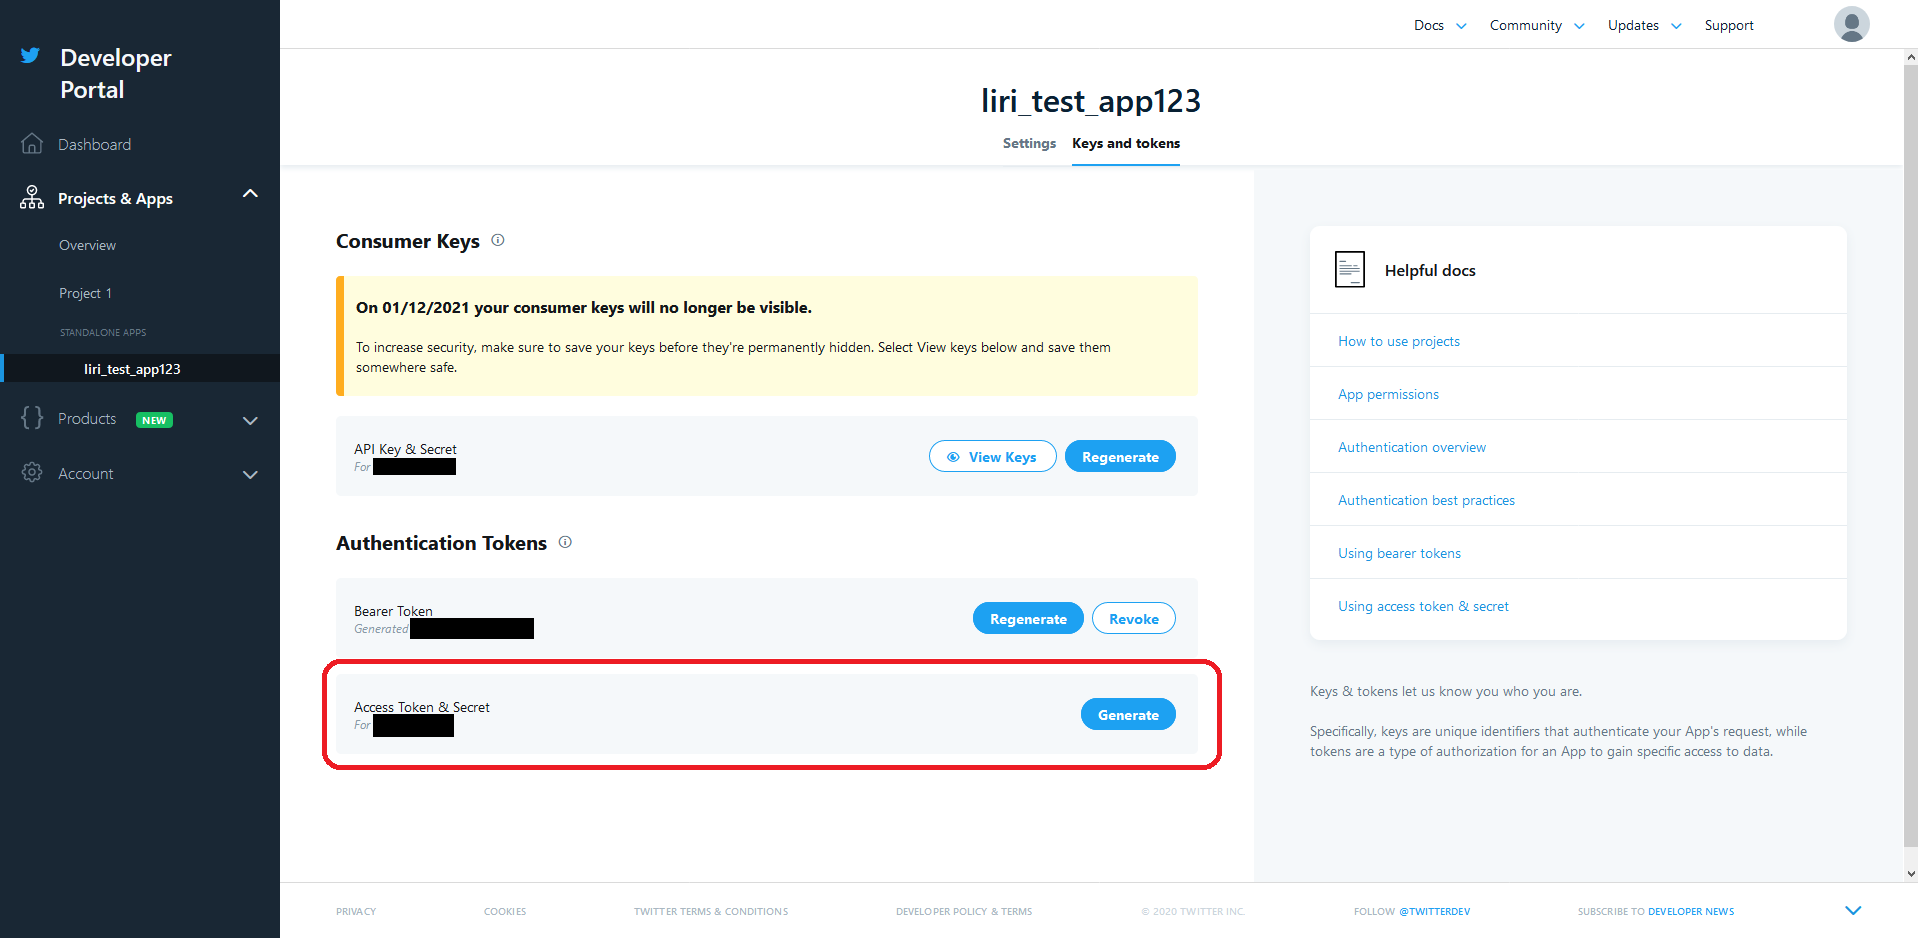 Developer
Portal
Dashboard
Projects & Apps
Overview
Project 1
STANDALONE APPS
liri_test_app123
Products NEW
Account
Docs Community Updates Support
liri_test_app123
Settings Keys and tokens
Consumer Keys
On 01/12/2021 your consumer keys will no longer be visible.
To increase security, make sure to save your keys before they're permanently hidden. Select View keys below and save them
somewhere safe.
API Key & Secret
For
View Keys Regenerate
Authentication Tokens
Bearer Token
Generated
Regenerate Revoke
Access Token & Secret
For
Generate
Helpful docs
How to use projects
App permissions
Authentication overview
Authentication best practices
Using bearer tokens
Using access token & secret
Keys & tokens let us know you who you are.
Specifically, keys are unique identifiers that authenticate your App's request, while
tokens are a type of authorization for an App to gain specific access to data.
PRIVACY COOKIES TWITTER TERMS & CONDITIONS DEVELOPER POLICY & TERMS © 2020 TWITTER INC. FOLLOW @TWITTERDEV SUBSCRIBE TO DEVELOPER NEWS